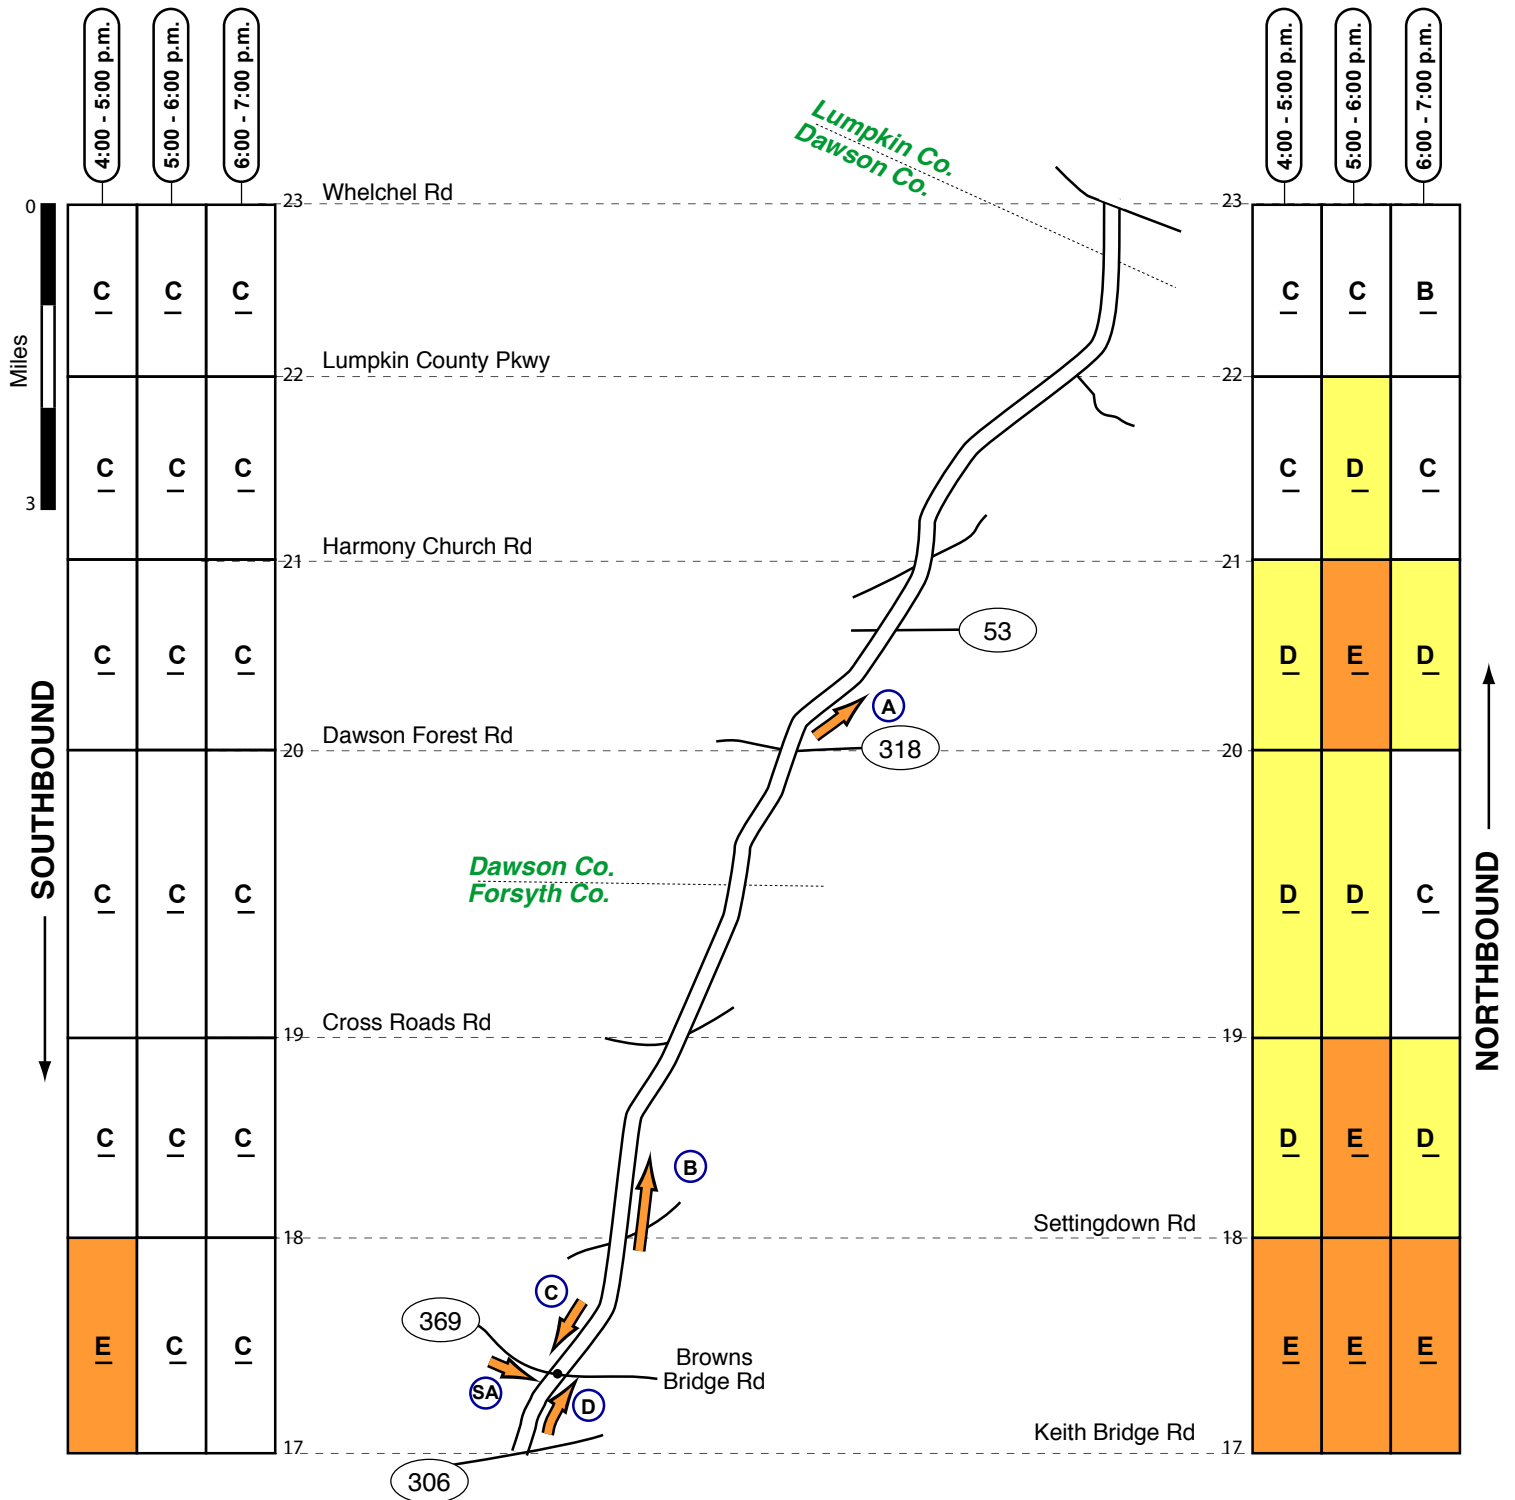 4:00 - 5:00 p.m.
5:00 - 6:00 p.m.
6:00 - 7:00 p.m.
4:00 - 5:00 p.m.
5:00 - 6:00 p.m.
6:00 - 7:00 p.m.
Lumpkin Co.
Dawson Co.
0
Miles
3
23
Whelchel Rd
23
C C C
C C B
22
Lumpkin County Pkwy
22
C C C
C D C
21
Harmony Church Rd
21
53
C C C
D E D
A
318
20
Dawson Forest Rd
20
SOUTHBOUND
NORTHBOUND
Dawson Co.
Forsyth Co.
C C C
D D C
19
Cross Roads Rd
19
C C C
D E D
B
18
Settingdown Rd
18
C
369
E C C
E E E
Browns
Bridge Rd
SA
D
17
Keith Bridge Rd
17
306